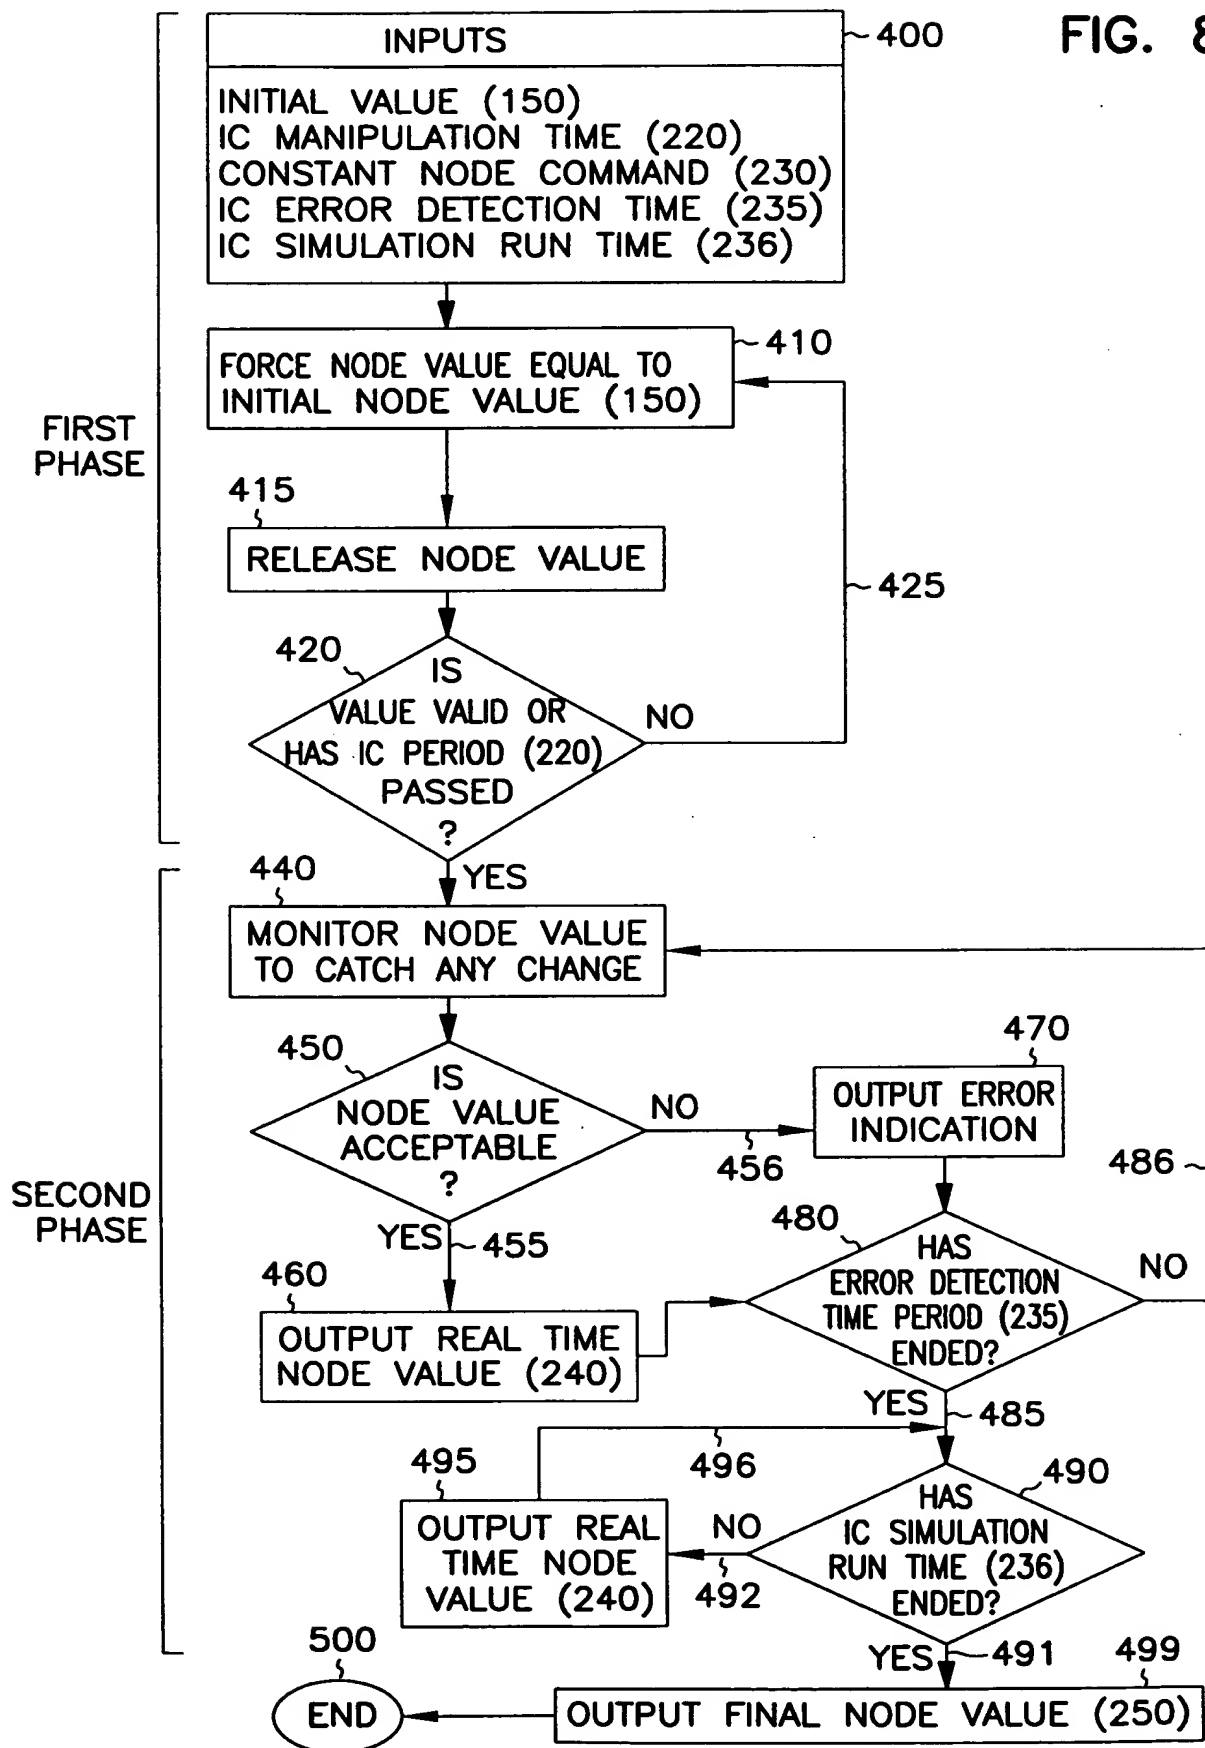 FIG. 8
INPUTS
400
INITIAL VALUE (150)
IC MANIPULATION TIME (220)
CONSTANT NODE COMMAND (230)
IC ERROR DETECTION TIME (235)
IC SIMULATION RUN TIME (236)
410
FORCE NODE VALUE EQUAL TO
INITIAL NODE VALUE (150)
FIRST
PHASE
415
RELEASE NODE VALUE
425
420
IS
VALUE VALID OR
HAS IC PERIOD (220)
PASSED
?
NO
YES
440
MONITOR NODE VALUE
TO CATCH ANY CHANGE
450
IS
NODE VALUE
ACCEPTABLE
?
NO
456
470
OUTPUT ERROR
INDICATION
486
SECOND
PHASE
YES
455
460
OUTPUT REAL TIME
NODE VALUE (240)
480
HAS
ERROR DETECTION
TIME PERIOD (235)
ENDED?
NO
YES
485
496
495
OUTPUT REAL
TIME NODE
VALUE (240)
NO
492
490
HAS
IC SIMULATION
RUN TIME (236)
ENDED?
YES
491
499
OUTPUT FINAL NODE VALUE (250)
500
END